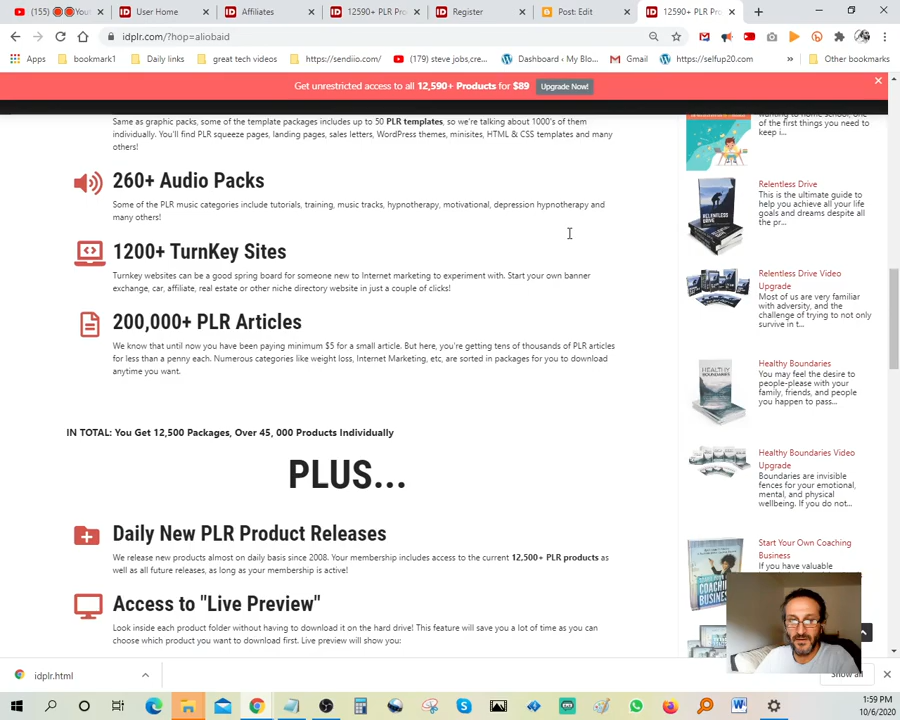 (155) 🔴🔴You
User Home
Affiliates
12590+ PLR Pro
Register
Post: Edit
12590+ PLR Pro
idplr.com/?hop=aliobaid
Apps
bookmark1
Daily links
great tech videos
https://sendiio.com/
(179) steve jobs,cre...
Dashboard ‹ My Blo...
Gmail
https://selfup20.com
»
Other bookmarks
Get unrestricted access to all 12,590+ Products for $89
Upgrade Now!
Same as graphic packs, some of the template packages includes up to 50 PLR templates, so we're talking about 1000's of them
individually. You'll find PLR squeeze pages, landing pages, sales letters, WordPress themes, minisites, HTML & CSS templates and many
others!
260+ Audio Packs
Some of the PLR music categories include tutorials, training, music tracks, hypnotherapy, motivational, depression hypnotherapy and
many others!
1200+ TurnKey Sites
Turnkey websites can be a good spring board for someone new to Internet marketing to experiment with. Start your own banner
exchange, car, affiliate, real estate or other niche directory website in just a couple of clicks!
200,000+ PLR Articles
We know that until now you have been paying minimum $5 for a small article. But here, you're getting tens of thousands of PLR articles
for less than a penny each. Numerous categories like weight loss, Internet Marketing, etc, are sorted in packages for you to download
anytime you want.
IN TOTAL: You Get 12,500 Packages, Over 45, 000 Products Individually
PLUS...
Daily New PLR Product Releases
We release new products almost on daily basis since 2008. Your membership includes access to the current 12,500+ PLR products as
well as all future releases, as long as your membership is active!
Access to "Live Preview"
Look inside each product folder without having to download it on the hard drive! This feature will save you a lot of time as you can
choose which product you want to download first. Live preview will show you:
of the first things you need to
keep i...
Relentless Drive
This is the ultimate guide to
help you achieve all your life
goals and dreams despite all
the pr...
Relentless Drive Video
Upgrade
Most of us are very familiar
with adversity, and the
challenge of trying to not only
survive in t...
Healthy Boundaries
You may feel the desire to
people-please with your
family, friends, and people
you happen to pass...
Healthy Boundaries Video
Upgrade
Boundaries are invisible
fences for your emotional,
mental, and physical
wellbeing. If you do not...
Start Your Own Coaching
Business
If you have valuable
idplr.html
Show all
1:59 PM
10/6/2020